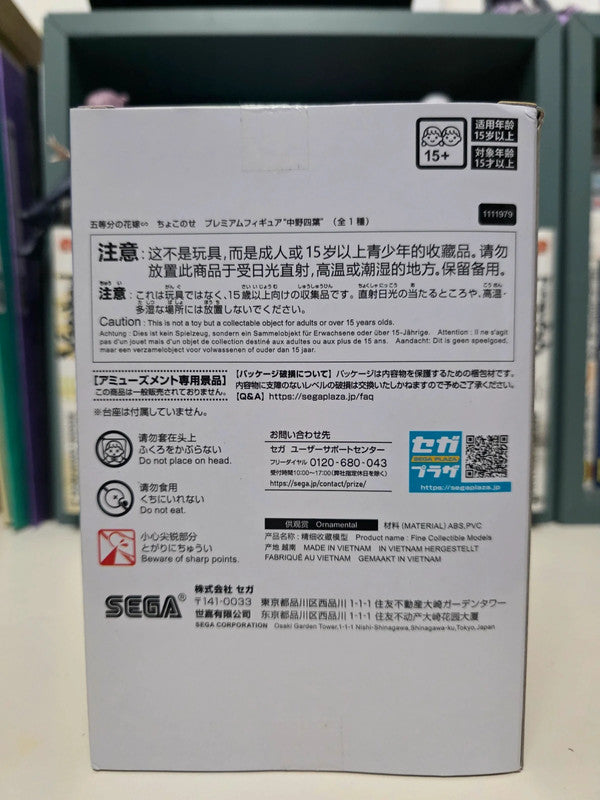 15+
适用年龄
15岁以上
対象年齢
15才以上
1111979
五等分の花嫁∽ ちょこのせ プレミアムフィギュア"中野四葉" (全1種)
注意:这不是玩具,而是成人或15岁以上青少年的收藏品。请勿
放置此商品于受日光直射,高温或潮湿的地方。保留备用。
注意:これは玩具ではなく、15歳以上向けの収集品です。直射日光の当たるところや、高温・
多湿な場所には放置しないでください。
Caution : This is not a toy but a collectable object for adults or over 15 years old.
Achtung : Dies ist kein Spielzeug, sondern ein Sammelobjekt für Erwachsene oder über 15-Jährige. Attention : Il ne s'agit
pas d'un jouet mais d'un objet de collection destiné aux adultes ou aux plus de 15 ans. Aandacht: Dit is geen speelgoed,
maar een verzamelobject voor volwassenen of ouder dan 15 jaar.
【アミューズメント専用景品】
この商品は一般販売されておりません。
【パッケージ破損について】パッケージは内容物を保護するための梱包材です。
内容物に支障のないレベルの破損は交換いたしかねますので予めご了承ください。
【Q&A】https://segaplaza.jp/faq
※台座は付属していません。
请勿套在头上
ふくろをかぶらない
Do not place on head.
请勿食用
くちにいれない
Do not eat.
小心尖锐部分
とがりにちゅうい
Beware of sharp points.
お問い合わせ先
セガ ユーザーサポートセンター
フリーダイヤル 0120-680-043
受付時間10:00〜17:00(弊社指定休日を除く)
https://sega.jp/contact/prize/
セガ
SEGA PLAZA
プラザ
https://segaplaza.jp
供观赏 Ornamental 材料 (MATERIAL) ABS,PVC
产品名称:精细收藏模型 Product name : Fine Collectible Models
产地 越南 MADE IN VIETNAM IN VIETNAM HERGESTELLT
FABRIQUÉ AU VIETNAM GEMAAKT IN VIETNAM
SEGA®
株式会社 セガ
〒141-0033 東京都品川区西品川 1-1-1 住友不動産大崎ガーデンタワー
世嘉有限公司 东京都品川区西品川 1-1-1 住友不动产大崎花园大厦
SEGA CORPORATION Osaki Garden Tower,1-1-1 Nishi-Shinagawa,Shinagawa-ku,Tokyo,Japan